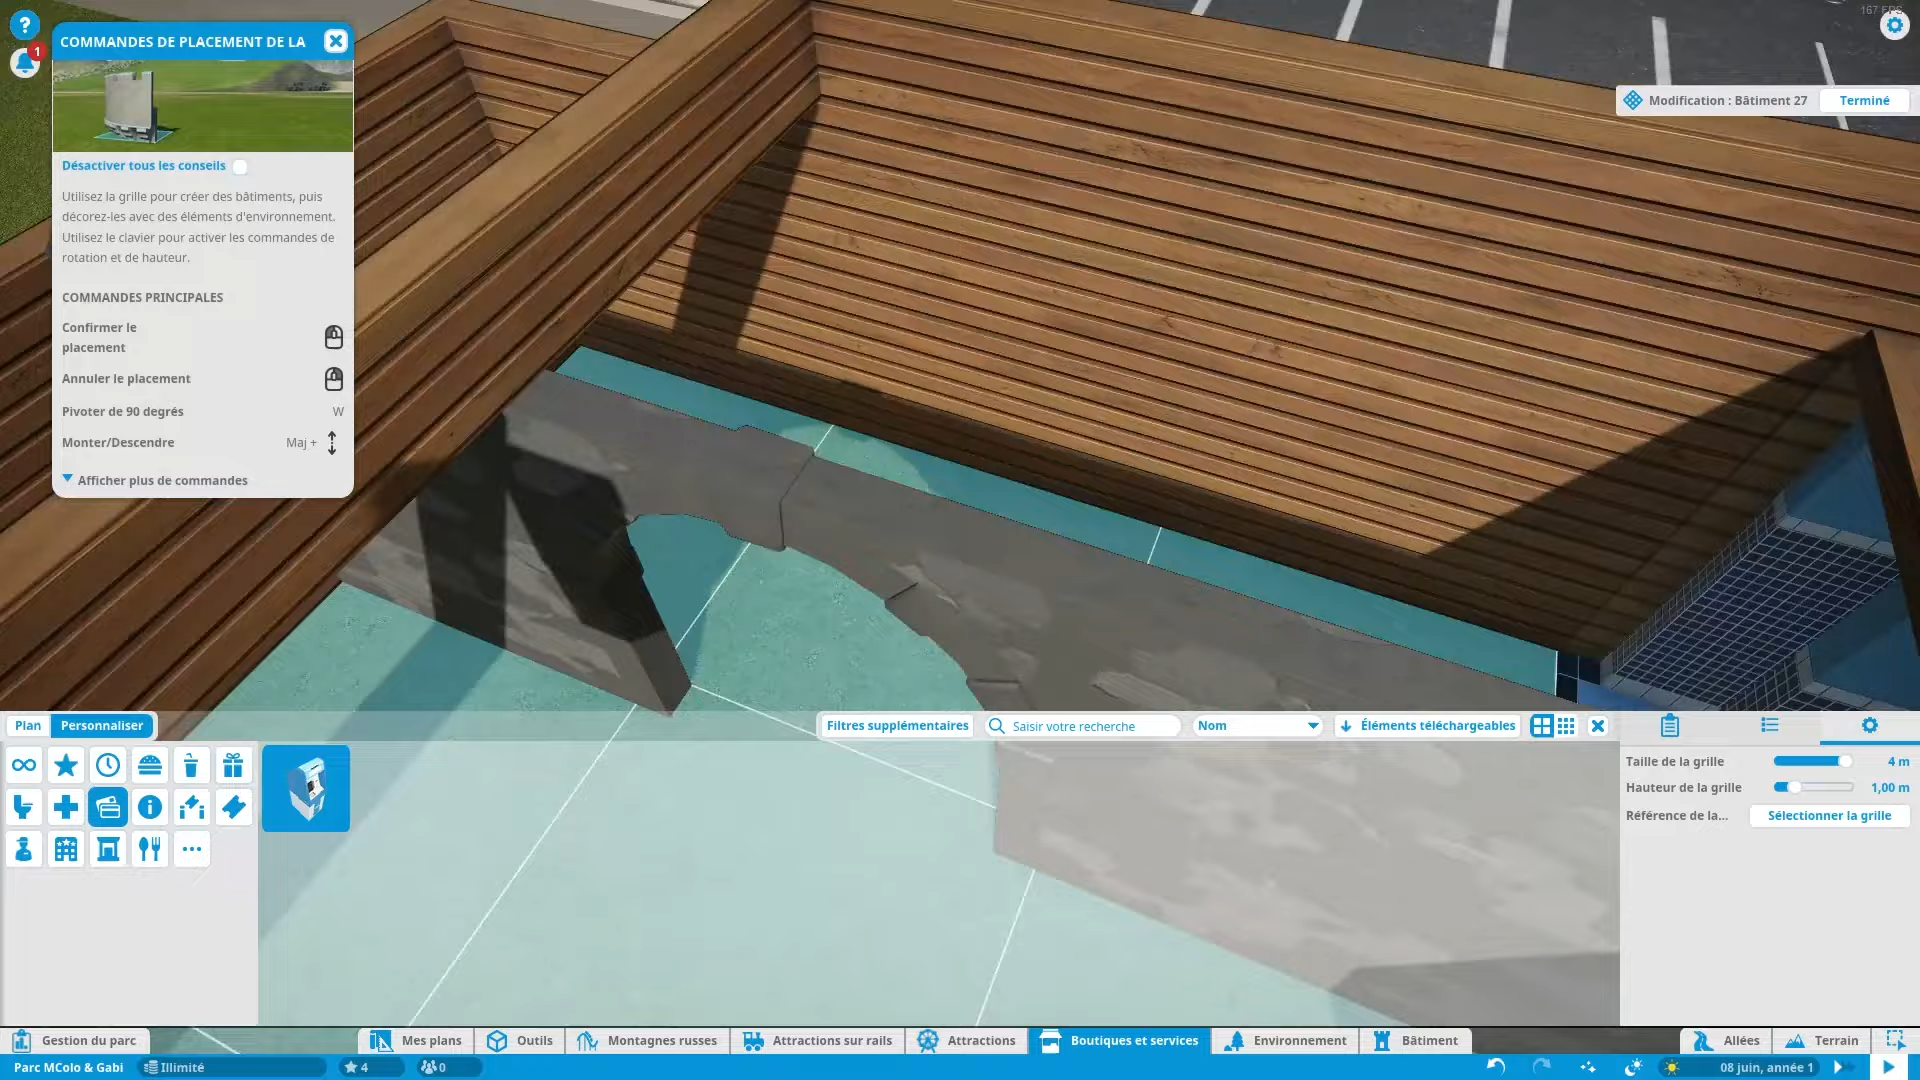 167 FPS
?
1
COMMANDES DE PLACEMENT DE LA
Désactiver tous les conseils
Utilisez la grille pour créer des bâtiments, puis
décorez-les avec des éléments d'environnement.
Utilisez le clavier pour activer les commandes de
rotation et de hauteur.
COMMANDES PRINCIPALES
Confirmer le
placement
Annuler le placement
Pivoter de 90 degrés W
Monter/Descendre Maj +
Afficher plus de commandes
Modification : Bâtiment 27 Terminé
Plan Personnaliser
Filtres supplémentaires Saisir votre recherche Nom Éléments téléchargeables
Taille de la grille 4 m
Hauteur de la grille 1,00 m
Référence de la... Sélectionner la grille
Gestion du parc Mes plans Outils Montagnes russes Attractions sur rails Attractions Boutiques et services Environnement Bâtiment Allées Terrain
Parc MColo & Gabi Illimité 4 0 08 juin, année 1